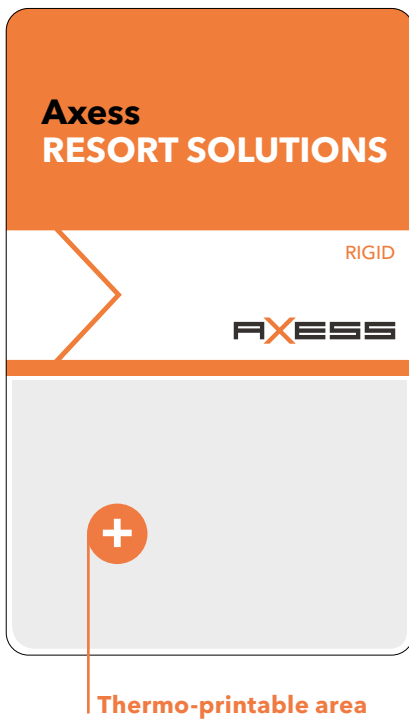 Axess
RESORT SOLUTIONS
RIGID
AXESS
Thermo-printable area